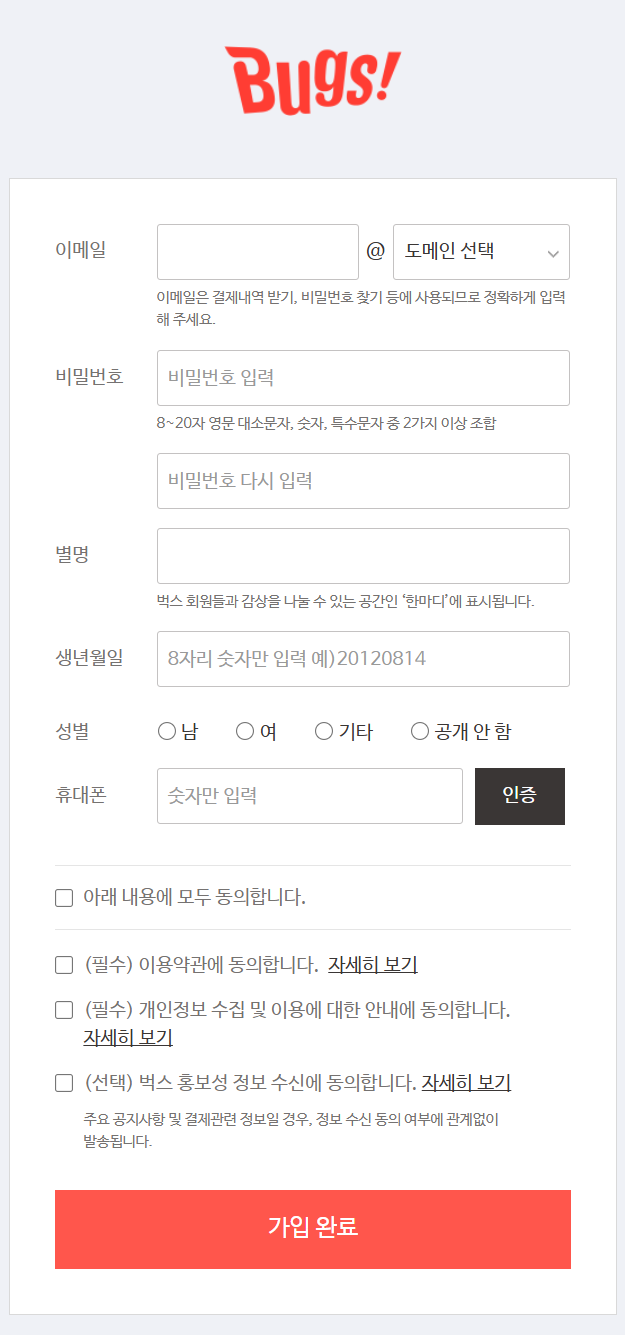 Bugs!
이메일 @ 도메인 선택
이메일은 결제내역 받기, 비밀번호 찾기 등에 사용되므로 정확하게 입력
해 주세요.
비밀번호 비밀번호 입력
8~20자 영문 대소문자, 숫자, 특수문자 중 2가지 이상 조합
비밀번호 다시 입력
별명
벅스 회원들과 감상을 나눌 수 있는 공간인 ‘한마디’에 표시됩니다.
생년월일 8자리 숫자만 입력 예)20120814
성별 남 여 기타 공개 안 함
휴대폰 숫자만 입력 인증
아래 내용에 모두 동의합니다.
(필수) 이용약관에 동의합니다. 자세히 보기
(필수) 개인정보 수집 및 이용에 대한 안내에 동의합니다.
자세히 보기
(선택) 벅스 홍보성 정보 수신에 동의합니다. 자세히 보기
주요 공지사항 및 결제관련 정보일 경우, 정보 수신 동의 여부에 관계없이
발송됩니다.
가입 완료